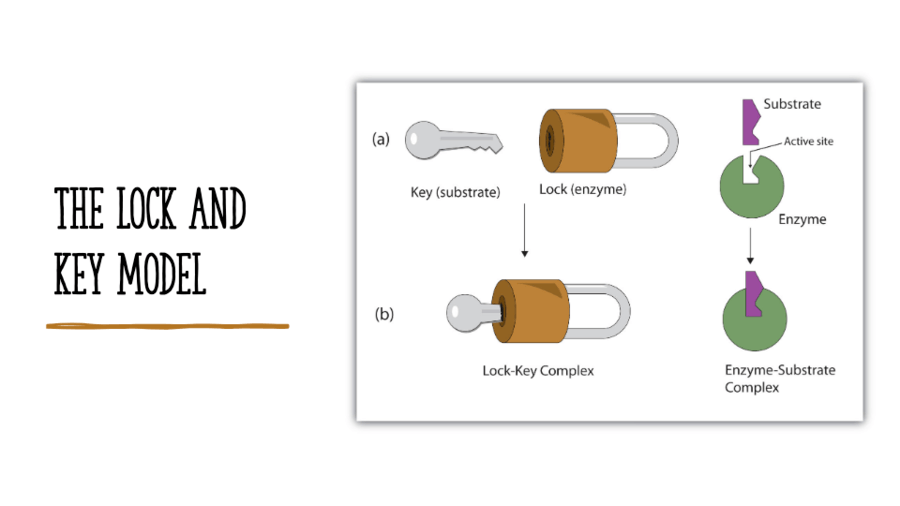 THE LOCK AND
KEY MODEL
(a)
Key (substrate)
Lock (enzyme)
Substrate
Active site
Enzyme
(b)
Lock-Key Complex
Enzyme-Substrate
Complex